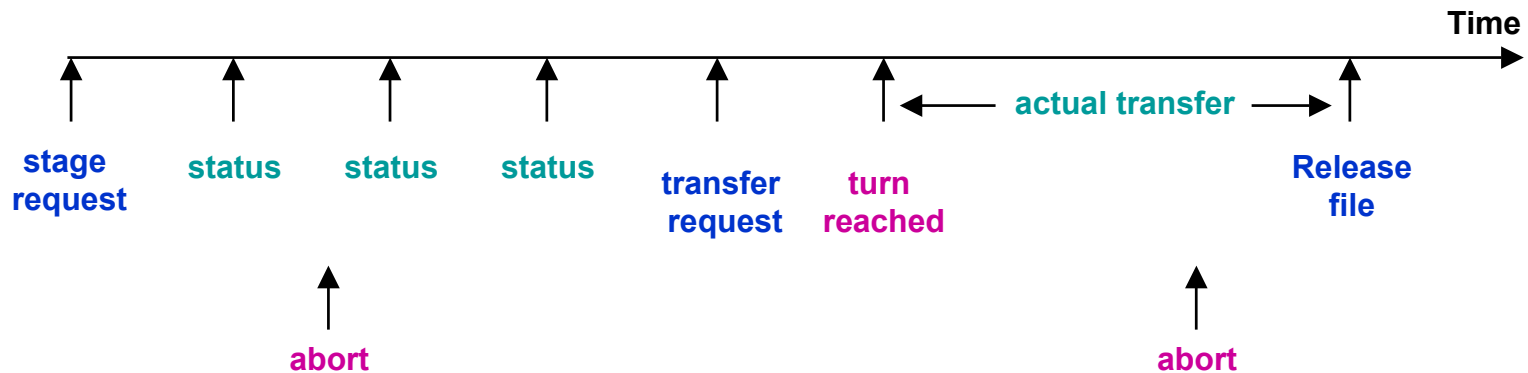 Time
actual transfer
stage
request
status
status
status
transfer
request
turn
reached
Release
file
abort
abort